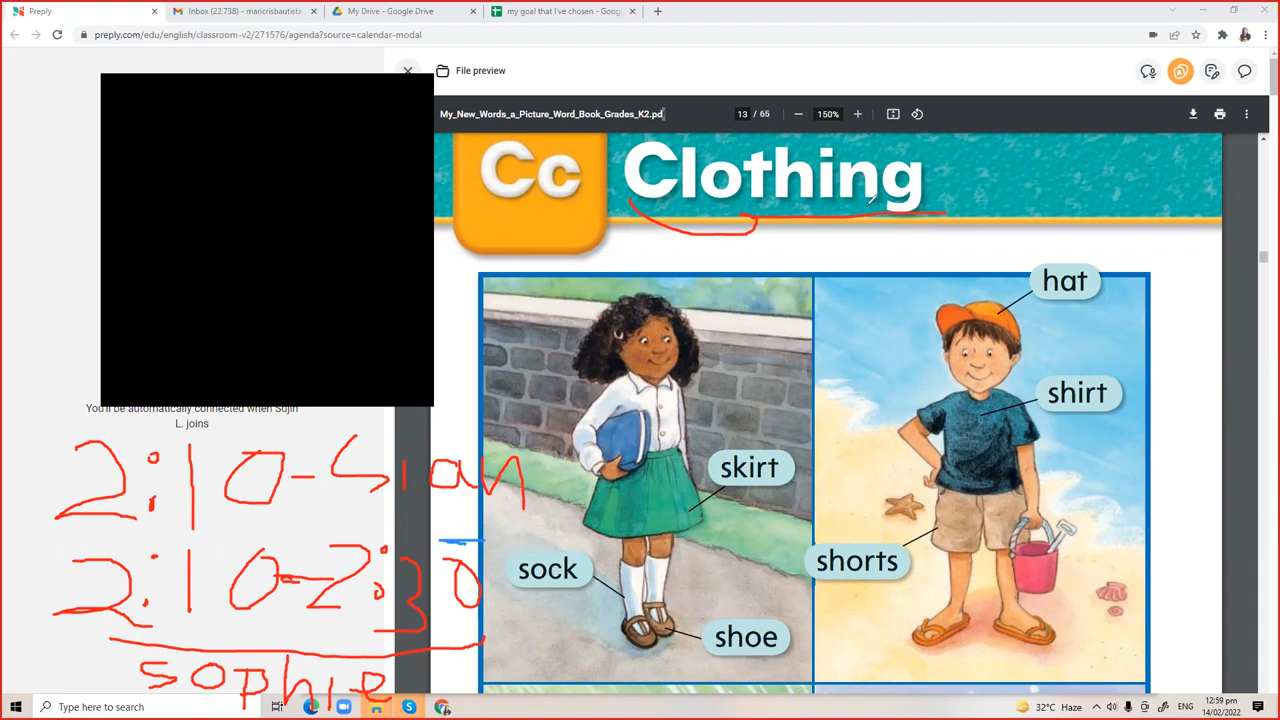 Preply
Inbox (22,738) - maricrisbautista
My Drive - Google Drive
my goal that I've chosen - Goog
preply.com/edu/english/classroom-v2/271576/agenda?source=calendar-modal
File preview
My_New_Words_a_Picture_Word_Book_Grades_K2.pd
13 / 65
150%
Cc Clothing
hat
shirt
skirt
shorts
sock
shoe
You'll be automatically connected when Sujin
L. joins
2:10-Sian
2:10-2:30
sophie
Type here to search
32°C Haze
ENG
12:59 pm
14/02/2022